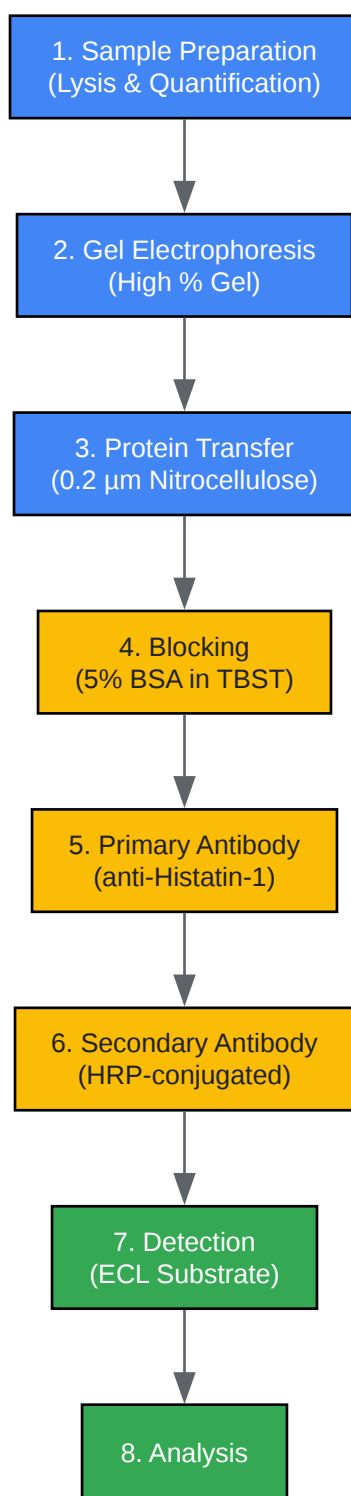 1. Sample Preparation
(Lysis & Quantification)
2. Gel Electrophoresis
(High % Gel)
3. Protein Transfer
(0.2 µm Nitrocellulose)
4. Blocking
(5% BSA in TBST)
5. Primary Antibody
(anti-Histatin-1)
6. Secondary Antibody
(HRP-conjugated)
7. Detection
(ECL Substrate)
8. Analysis